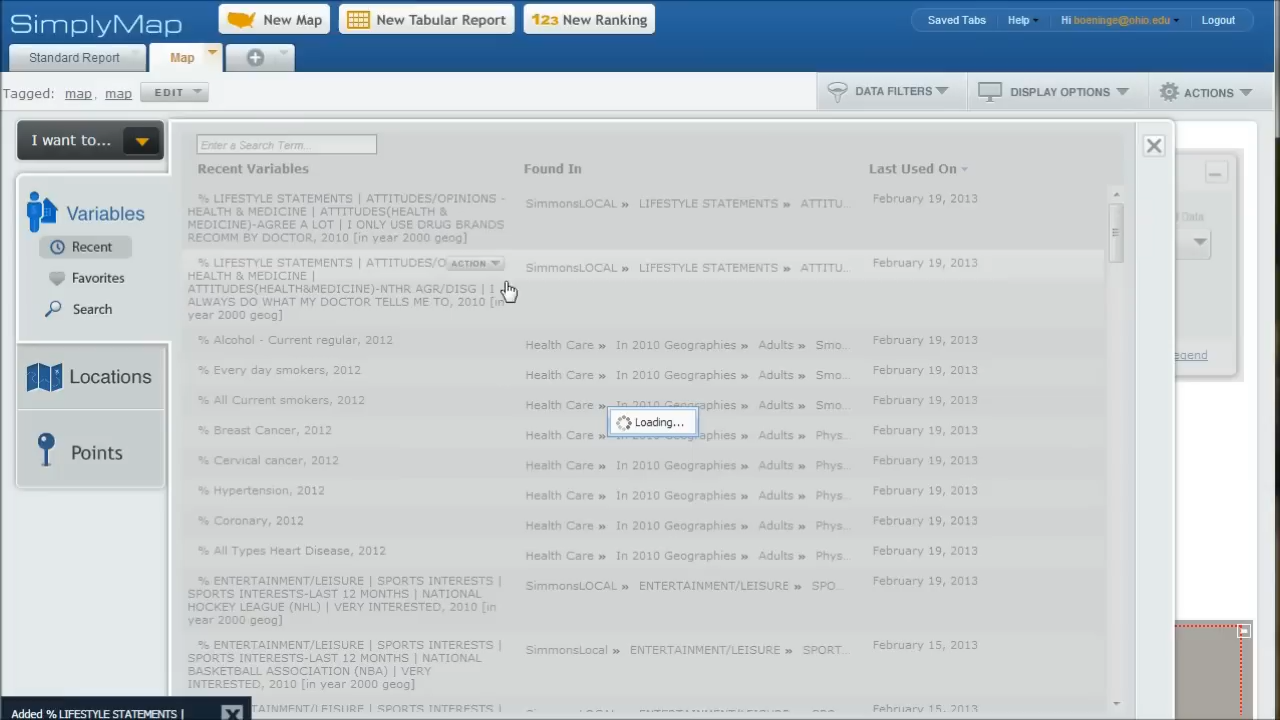 SimplyMap
New Map
New Tabular Report
123 New Ranking
Saved Tabs
Help
Hi boeninge@ohio.edu
Logout
Standard Report
Map
Tagged: map, map
EDIT
DATA FILTERS
DISPLAY OPTIONS
ACTIONS
I want to...
Variables
Recent
Favorites
Search
Locations
Points
Enter a Search Term...
Recent Variables
Found In
Last Used On
% LIFESTYLE STATEMENTS | ATTITUDES/OPINIONS -
HEALTH & MEDICINE | ATTITUDES(HEALTH &
MEDICINE)-AGREE A LOT | I ONLY USE DRUG BRANDS
RECOMM BY DOCTOR, 2010 [in year 2000 geog]
SimmonsLOCAL » LIFESTYLE STATEMENTS » ATTITU...
February 19, 2013
% LIFESTYLE STATEMENTS | ATTITUDES/O
ACTION
HEALTH & MEDICINE |
ATTITUDES(HEALTH&MEDICINE)-NTHR AGR/DISG | I
ALWAYS DO WHAT MY DOCTOR TELLS ME TO, 2010 [in
year 2000 geog]
SimmonsLOCAL » LIFESTYLE STATEMENTS » ATTITU...
February 19, 2013
% Alcohol - Current regular, 2012
Health Care » In 2010 Geographies » Adults » Smo...
February 19, 2013
% Every day smokers, 2012
Health Care » In 2010 Geographies » Adults » Smo...
February 19, 2013
% All Current smokers, 2012
Health Care » In 2010 Geographies » Adults » Smo...
February 19, 2013
Loading...
% Breast Cancer, 2012
Health Care » In 2010 Geographies » Adults » Phys...
February 19, 2013
% Cervical cancer, 2012
Health Care » In 2010 Geographies » Adults » Phys...
February 19, 2013
% Hypertension, 2012
Health Care » In 2010 Geographies » Adults » Phys...
February 19, 2013
% Coronary, 2012
Health Care » In 2010 Geographies » Adults » Phys...
February 19, 2013
% All Types Heart Disease, 2012
Health Care » In 2010 Geographies » Adults » Phys...
February 19, 2013
% ENTERTAINMENT/LEISURE | SPORTS INTERESTS |
SPORTS INTERESTS-LAST 12 MONTHS | NATIONAL
HOCKEY LEAGUE (NHL) | VERY INTERESTED, 2010 [in
year 2000 geog]
SimmonsLOCAL » ENTERTAINMENT/LEISURE » SPO...
February 19, 2013
% ENTERTAINMENT/LEISURE | SPORTS INTERESTS |
SPORTS INTERESTS-LAST 12 MONTHS | NATIONAL
BASKETBALL ASSOCIATION (NBA) | VERY
INTERESTED, 2010 [in year 2000 geog]
SimmonsLocal » ENTERTAINMENT/LEISURE » SPORT...
February 15, 2013
% ENTERTAINMENT/LEISURE | SPORTS INTERESTS |
February 15, 2013
Data
egend
Added % LIFESTYLE STATEMENTS |